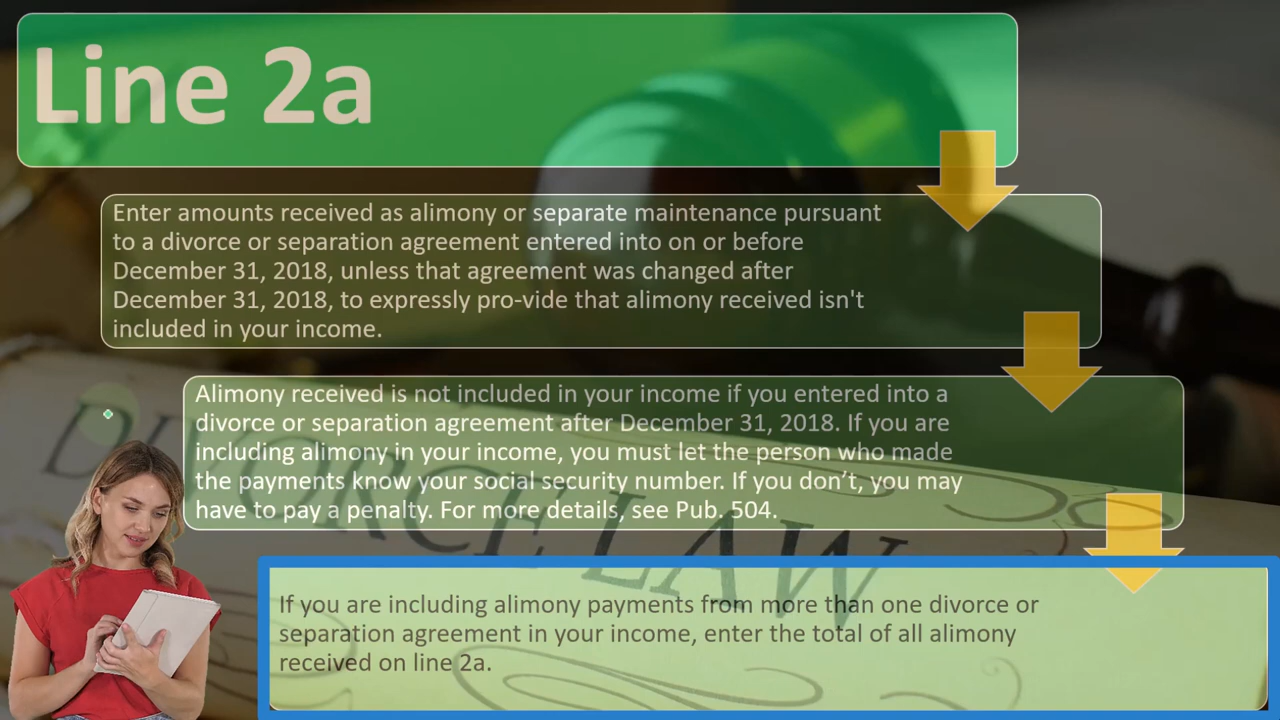 Line 2a
Enter amounts received as alimony or separate maintenance pursuant
to a divorce or separation agreement entered into on or before
December 31, 2018, unless that agreement was changed after
December 31, 2018, to expressly pro-vide that alimony received isn't
included in your income.
Alimony received is not included in your income if you entered into a
divorce or separation agreement after December 31, 2018. If you are
including alimony in your income, you must let the person who made
the payments know your social security number. If you don’t, you may
have to pay a penalty. For more details, see Pub. 504.
DIVORCE LAW
If you are including alimony payments from more than one divorce or
separation agreement in your income, enter the total of all alimony
received on line 2a.